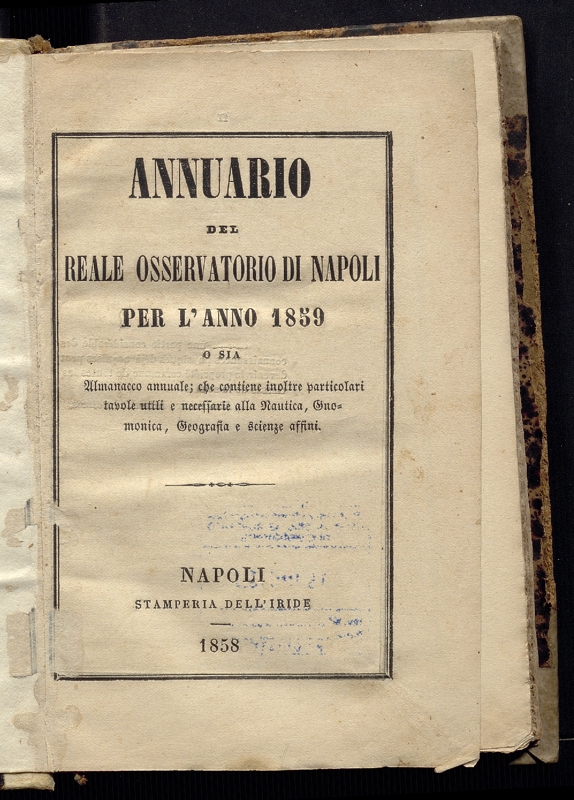 ANNUARIO
DEL
REALE OSSERVATORIO DI NAPOLI
PER L'ANNO 1859
O SIA
Almanacco annuale; che contiene inoltre particolari
tavole utili e necessarie alla Nautica, Gno=
monica, Geografia e scienze affini.
NAPOLI
STAMPERIA DELL'IRIDE
1858